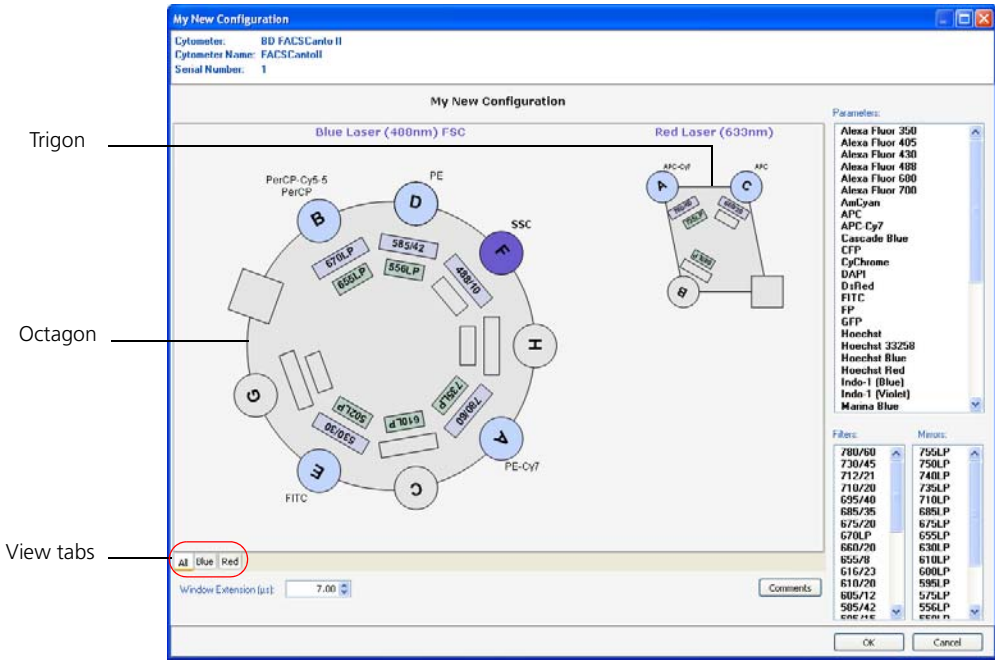 My New Configuration
Cytometer: BD FACSCanto II
Cytometer Name: FACSCantoII
Serial Number: 1
My New Configuration
Blue Laser (400nm) FSC
Red Laser (633nm)
Trigon
Octagon
View tabs
PerCP-Cy5-5
PerCP
PE
SSC
B
D
F
H
A
C
E
G
670LP
655LP
585/42
556LP
488/10
735LP
780/60
610LP
502LP
530/30
PE-Cy7
FITC
APC-Cy7
APC
A
C
B
780/60
755LP
660/20
All Blue Red
Window Extension (µs): 7.00
Comments
Parameters:
Alexa Fluor 350
Alexa Fluor 405
Alexa Fluor 430
Alexa Fluor 488
Alexa Fluor 600
Alexa Fluor 700
AmCyan
APC
APC-Cy7
Cascade Blue
CFP
CyChrome
DAPI
DsRed
FITC
FP
GFP
Hoechst
Hoechst 33258
Hoechst Blue
Hoechst Red
Indo-1 (Blue)
Indo-1 (Violet)
Marina Blue
Filters:
780/60
730/45
712/21
710/20
695/40
685/35
675/20
670LP
660/20
655/8
616/23
610/20
605/12
585/42
Mirrors:
755LP
750LP
740LP
735LP
710LP
685LP
675LP
655LP
630LP
610LP
600LP
595LP
575LP
556LP
OK
Cancel